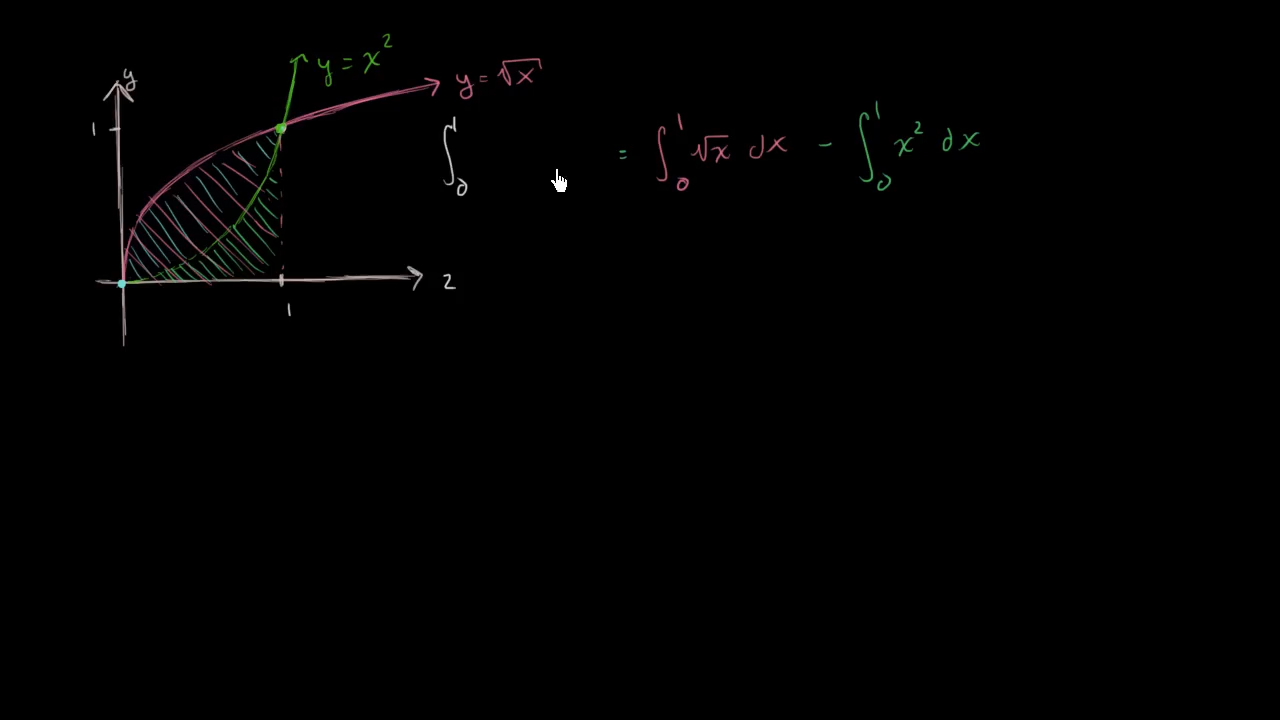 y = x²
y
y = √x
1
∫₀¹ = ∫₀¹ √x dx - ∫₀¹ x² dx
2
1